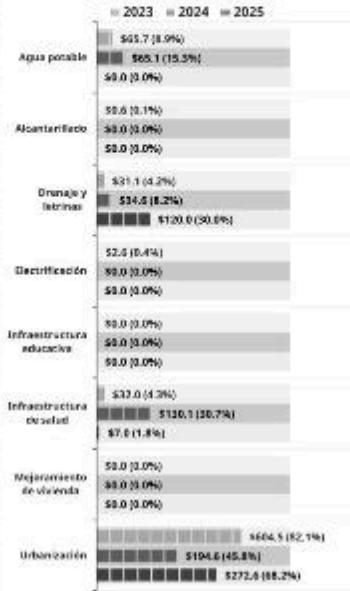 2023 2024 2025
Agua potable
$65.7 (8.9%)
$65.1 (15.3%)
$0.0 (0.0%)
Alcantarillado
$0.6 (0.1%)
$0.0 (0.0%)
$0.0 (0.0%)
Drenaje y
letrinas
$31.1 (4.2%)
$34.6 (8.2%)
$120.0 (30.0%)
Electrificación
$2.6 (0.4%)
$0.0 (0.0%)
$0.0 (0.0%)
Infraestructura
educativa
$0.0 (0.0%)
$0.0 (0.0%)
$0.0 (0.0%)
Infraestructura
de salud
$32.0 (4.3%)
$130.1 (30.7%)
$7.0 (1.8%)
Mejoramiento
de vivienda
$0.0 (0.0%)
$0.0 (0.0%)
$0.0 (0.0%)
Urbanización
$604.5 (82.1%)
$194.6 (45.8%)
$272.6 (68.2%)